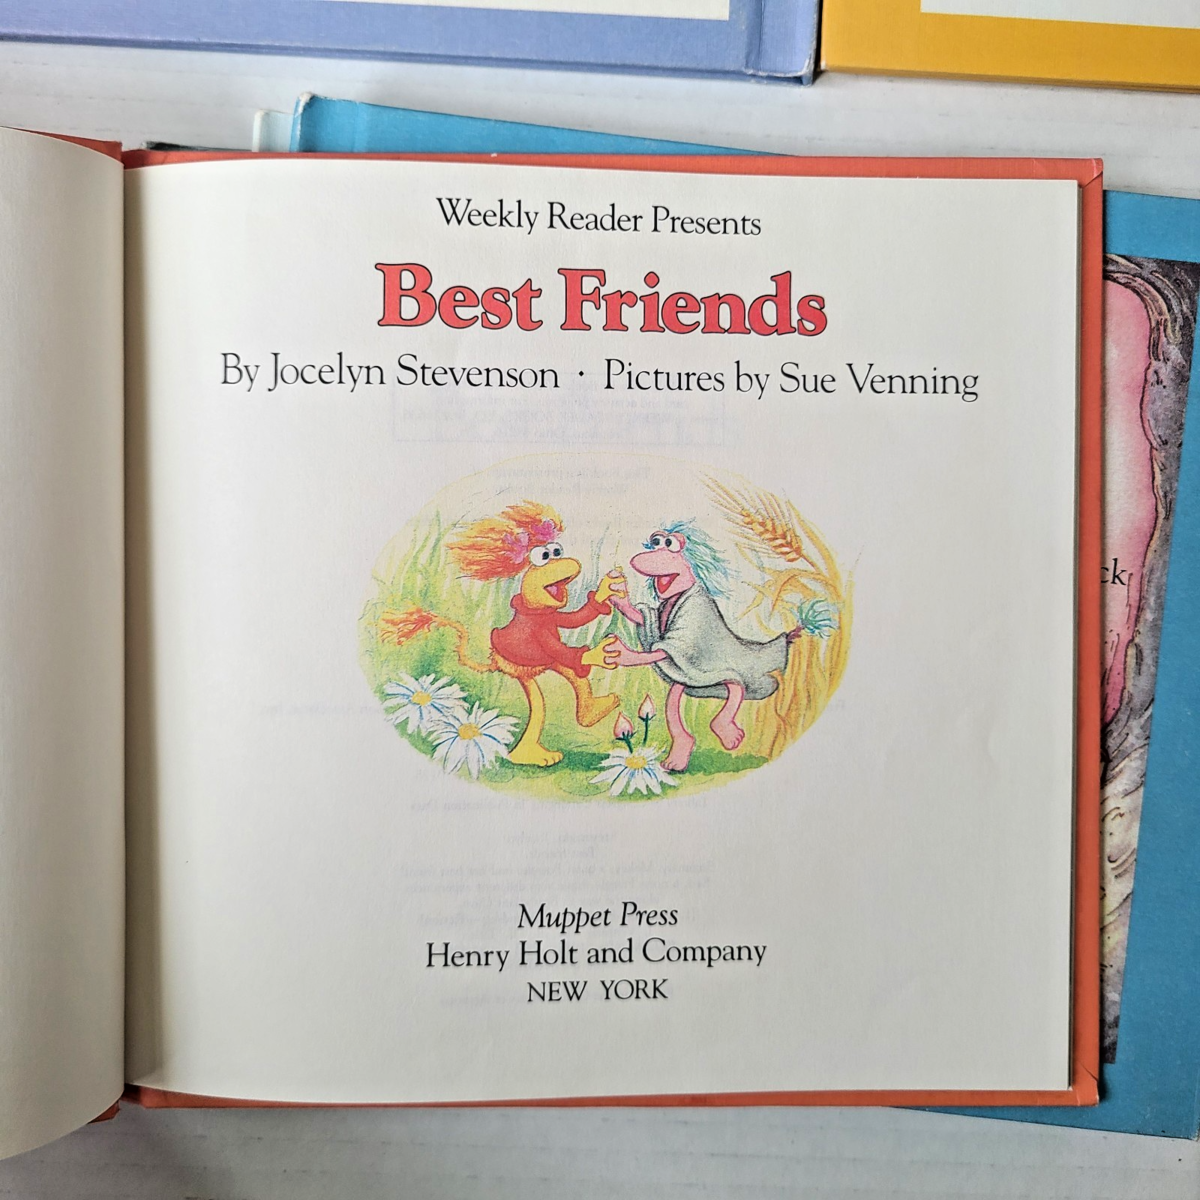 Weekly Reader Presents
Best Friends
By Jocelyn Stevenson · Pictures by Sue Venning
ck
Muppet Press
Henry Holt and Company
NEW YORK